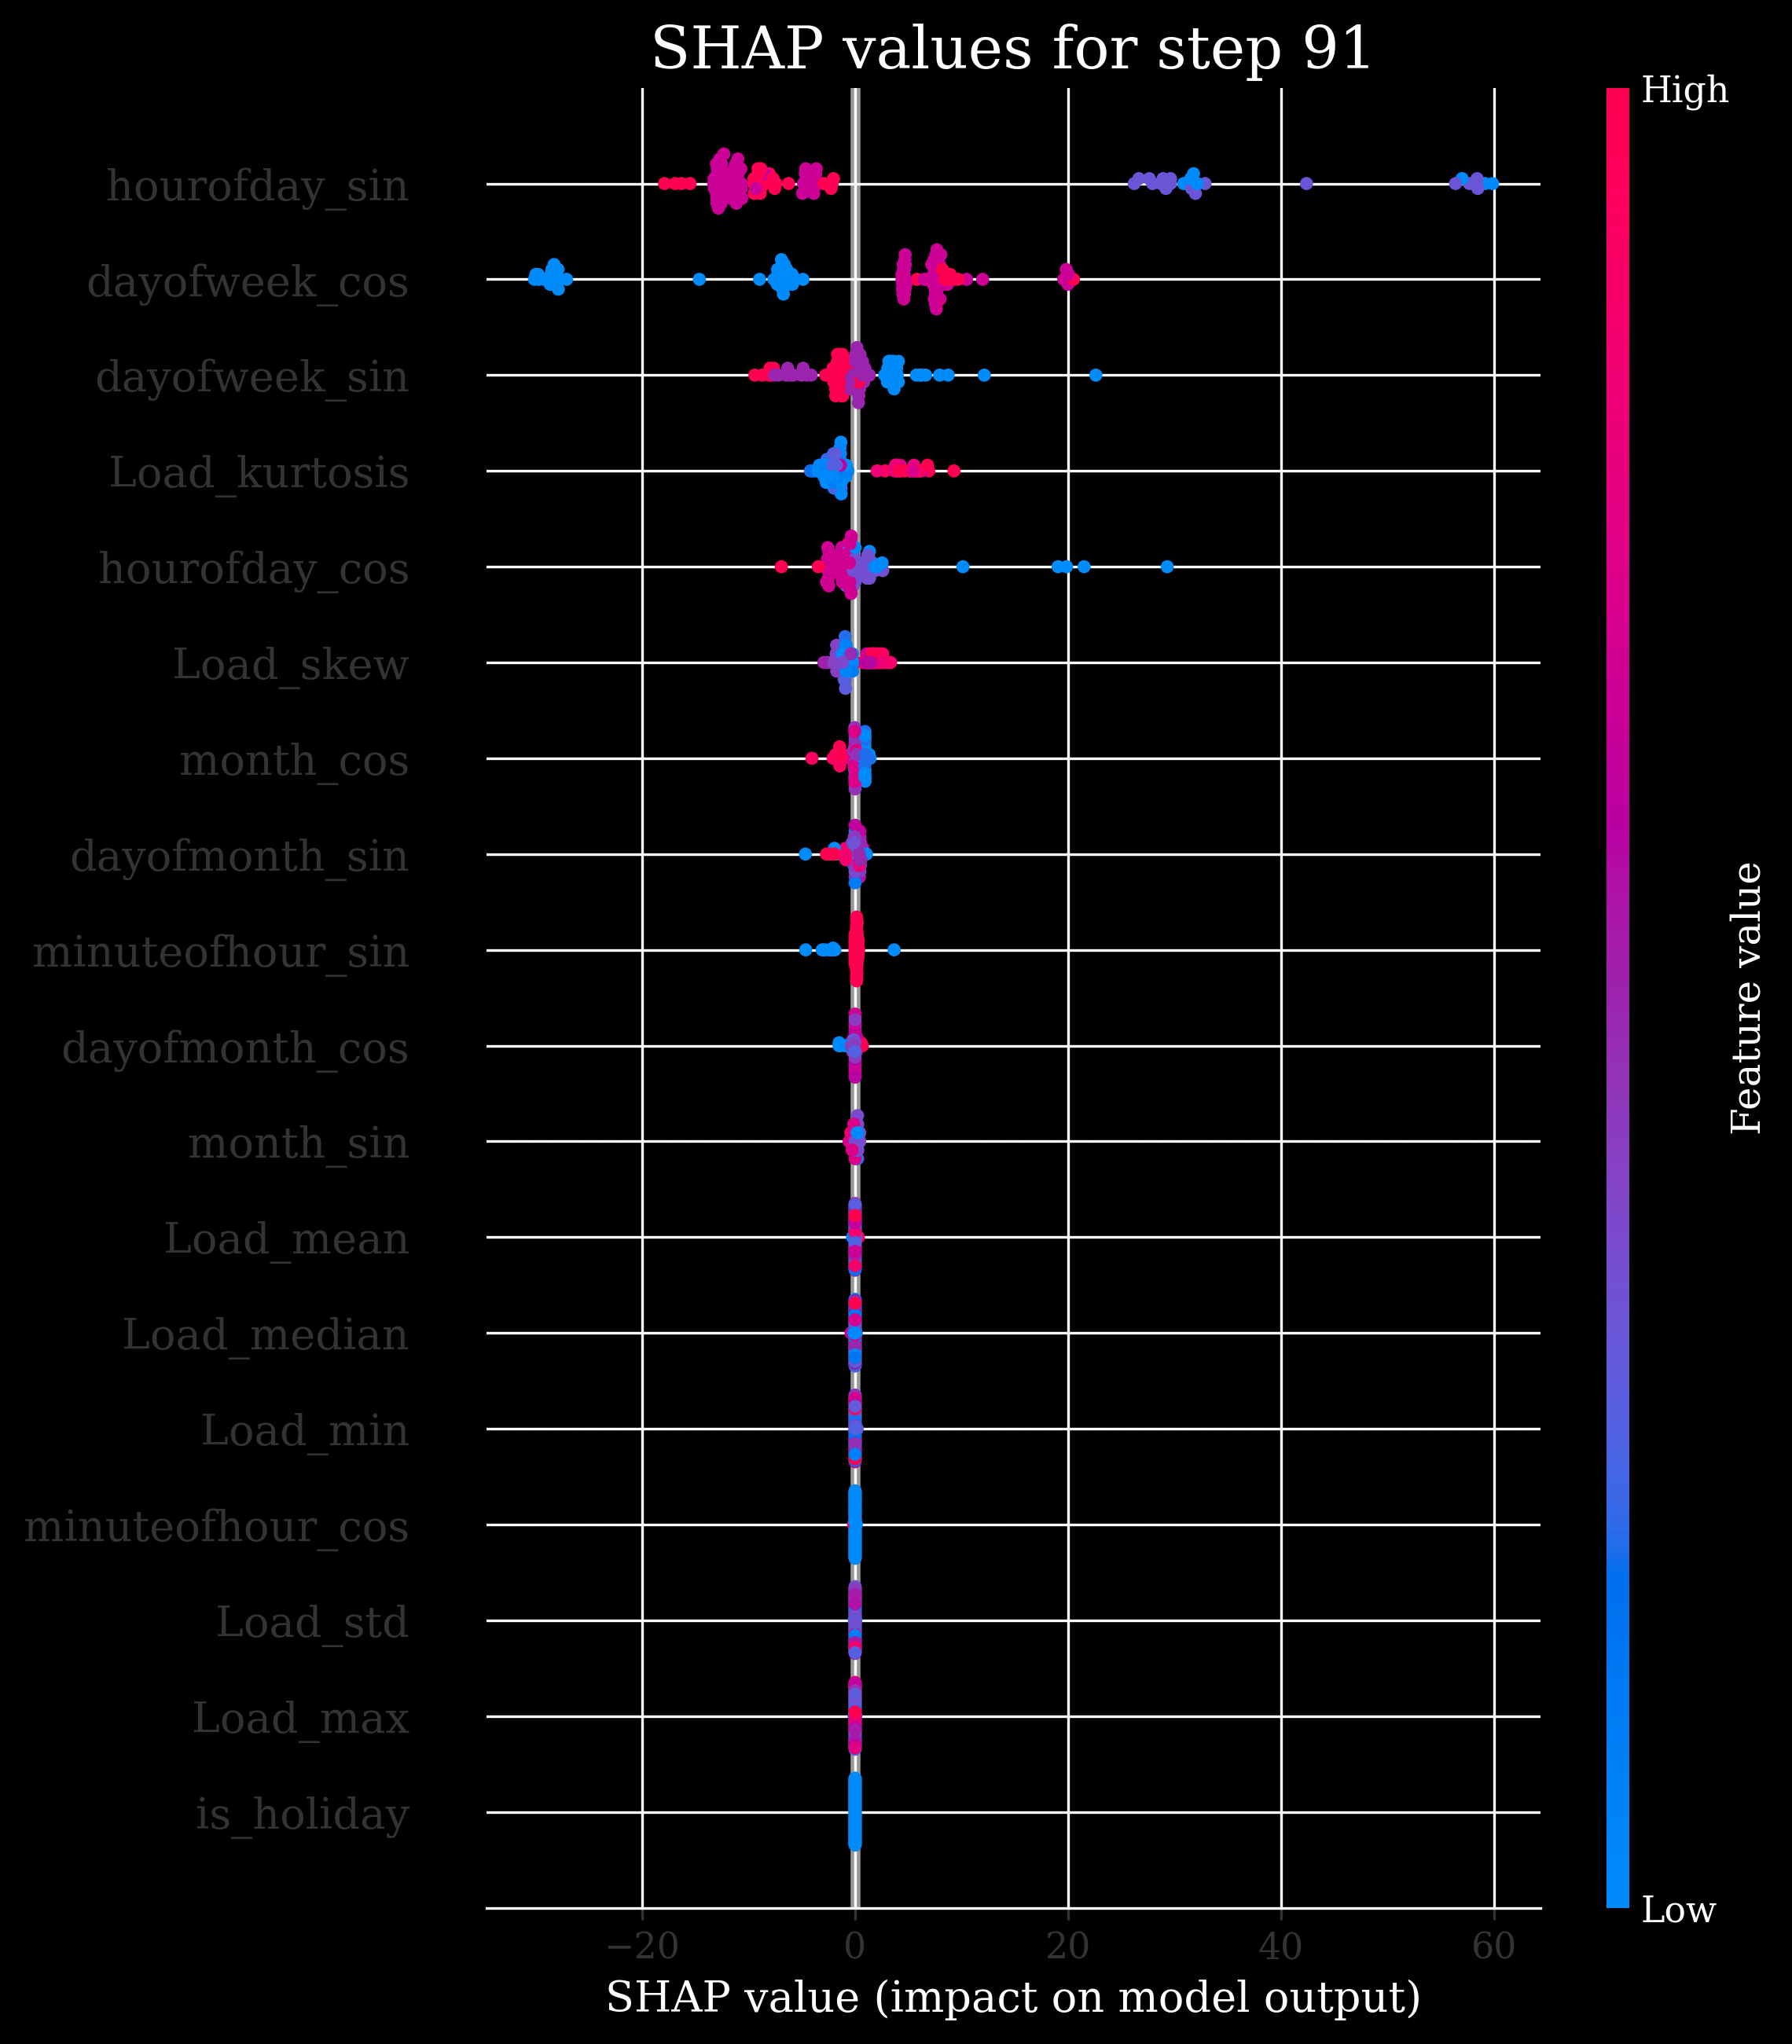 SHAP values for step 91
High
hourofday_sin
dayofweek_cos
dayofweek_sin
Load_kurtosis
hourofday_cos
Load_skew
month_cos
dayofmonth_sin
minuteofhour_sin
dayofmonth_cos
month_sin
Load_mean
Load_median
Load_min
minuteofhour_cos
Load_std
Load_max
is_holiday
Feature value
Low
−20 0 20 40 60
SHAP value (impact on model output)